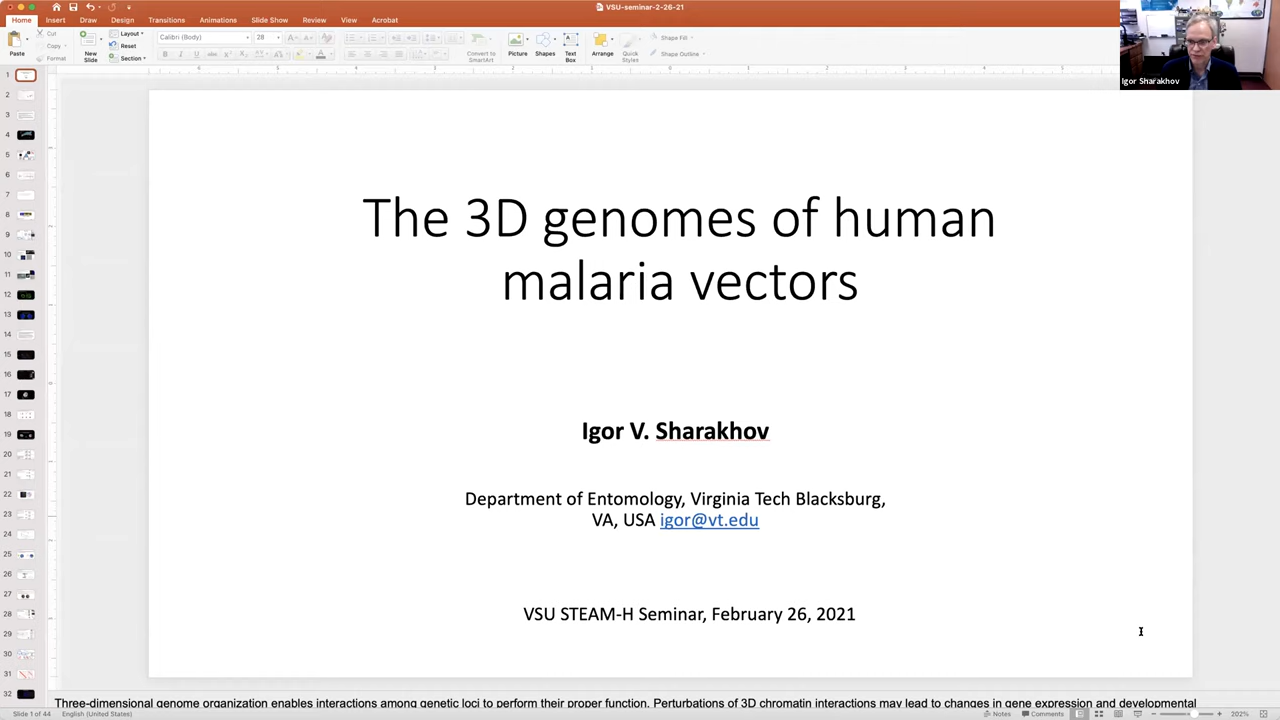 VSU-seminar-2-26-21
Home Insert Draw Design Transitions Animations Slide Show Review View Acrobat
Paste
Cut
Copy
Format
New Slide
Layout
Reset
Section
Calibri (Body) 28
Convert to SmartArt
Picture
Shapes
Text Box
Arrange
Quick Styles
Shape Fill
Shape Outline
Igor Sharakhov
The 3D genomes of human
malaria vectors
Igor V. Sharakhov
Department of Entomology, Virginia Tech Blacksburg,
VA, USA igor@vt.edu
VSU STEAM-H Seminar, February 26, 2021
Three-dimensional genome organization enables interactions among genetic loci to perform their proper function. Perturbations of 3D chromatin interactions may lead to changes in gene expression and developmental
Slide 1 of 44 English (United States) Notes Comments 202%